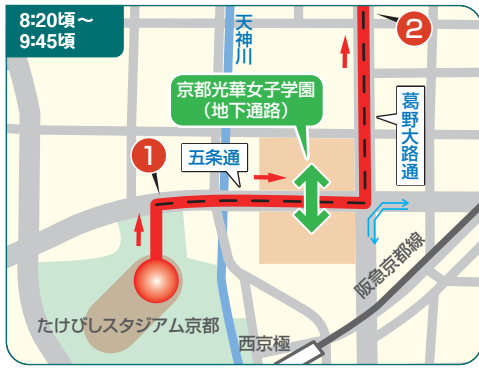 8:20頃～
9:45頃
天神川
2
京都光華女子学園
（地下通路）
葛野大路通
1
五条通
阪急京都線
たけびしスタジアム京都
西京極